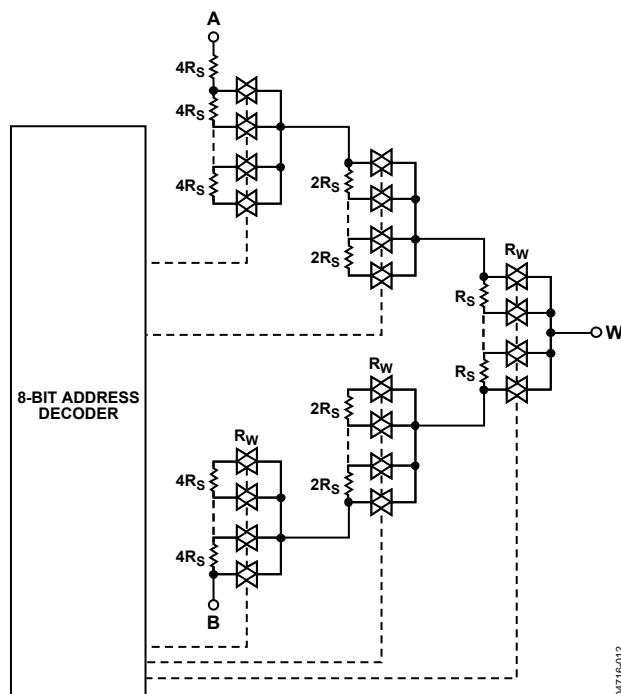 A
4RS
4RS
4RS
2RS
2RS
RW
RS
RS
W
RW
2RS
2RS
8-BIT ADDRESS
DECODER
RW
4RS
4RS
B
04716-012